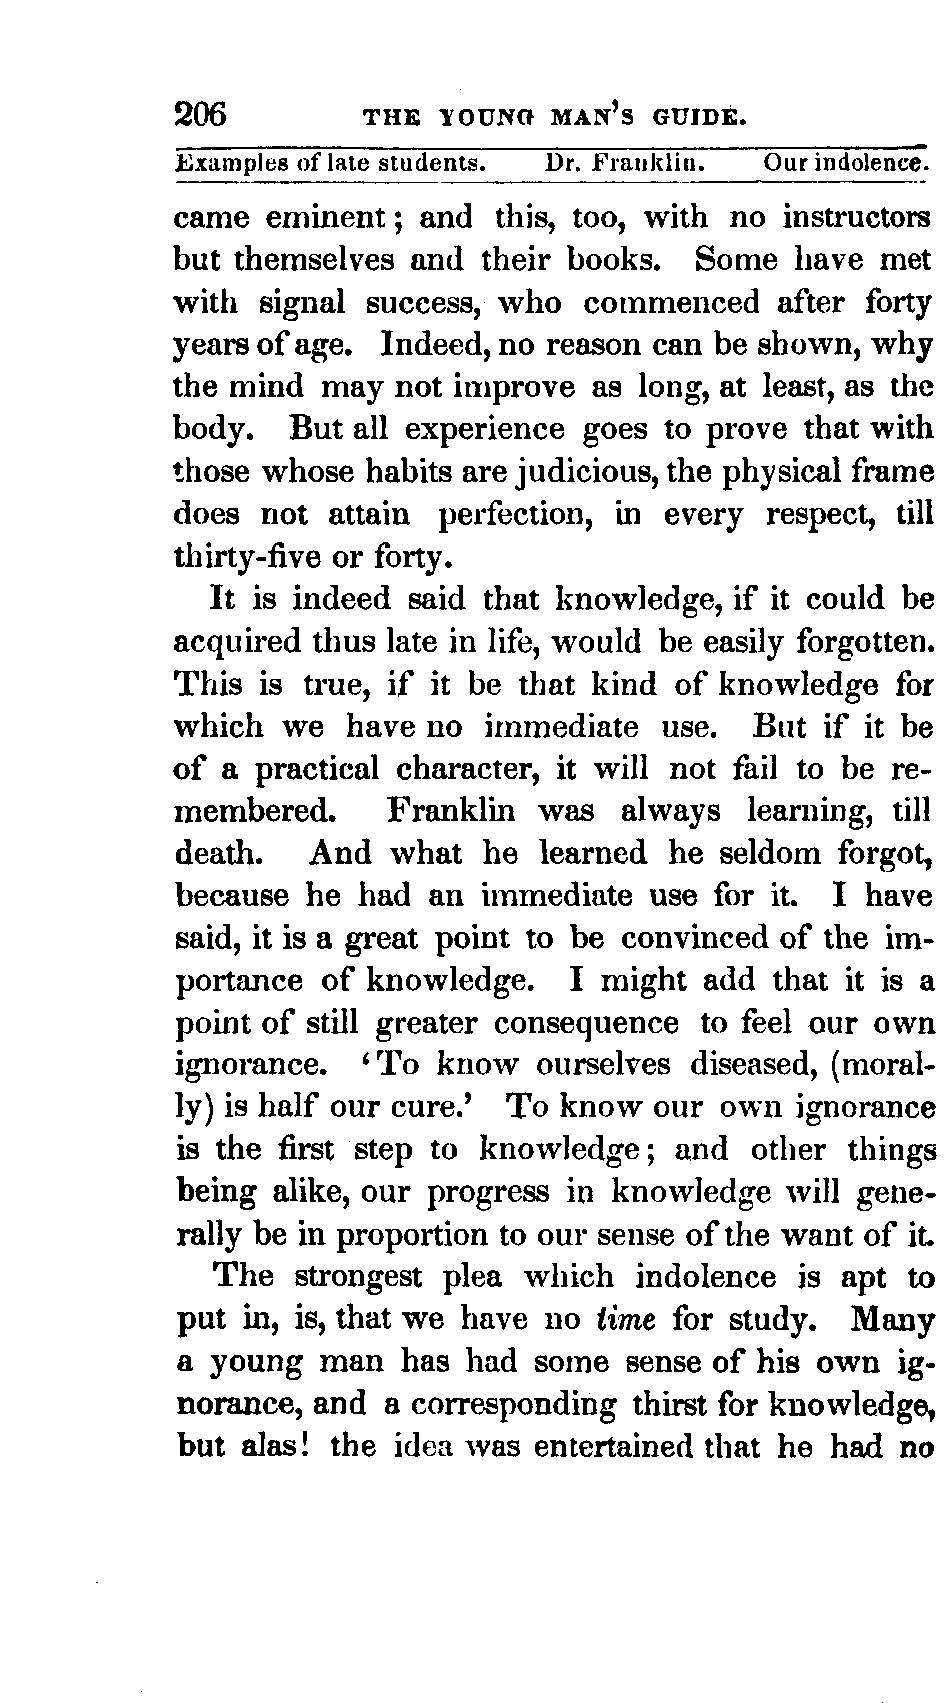 206 THE YOUNG MAN'S GUIDE.
Examples of late students. Dr. Franklin. Our indolence.
came eminent; and this, too, with no instructors
but themselves and their books. Some have met
with signal success, who commenced after forty
years of age. Indeed, no reason can be shown, why
the mind may not improve as long, at least, as the
body. But all experience goes to prove that with
those whose habits are judicious, the physical frame
does not attain perfection, in every respect, till
thirty-five or forty.
It is indeed said that knowledge, if it could be
acquired thus late in life, would be easily forgotten.
This is true, if it be that kind of knowledge for
which we have no immediate use. But if it be
of a practical character, it will not fail to be re-
membered. Franklin was always learning, till
death. And what he learned he seldom forgot,
because he had an immediate use for it. I have
said, it is a great point to be convinced of the im-
portance of knowledge. I might add that it is a
point of still greater consequence to feel our own
ignorance. 'To know ourselves diseased, (moral-
ly) is half our cure.' To know our own ignorance
is the first step to knowledge; and other things
being alike, our progress in knowledge will gene-
rally be in proportion to our sense of the want of it.
The strongest plea which indolence is apt to
put in, is, that we have no time for study. Many
a young man has had some sense of his own ig-
norance, and a corresponding thirst for knowledge,
but alas! the idea was entertained that he had no